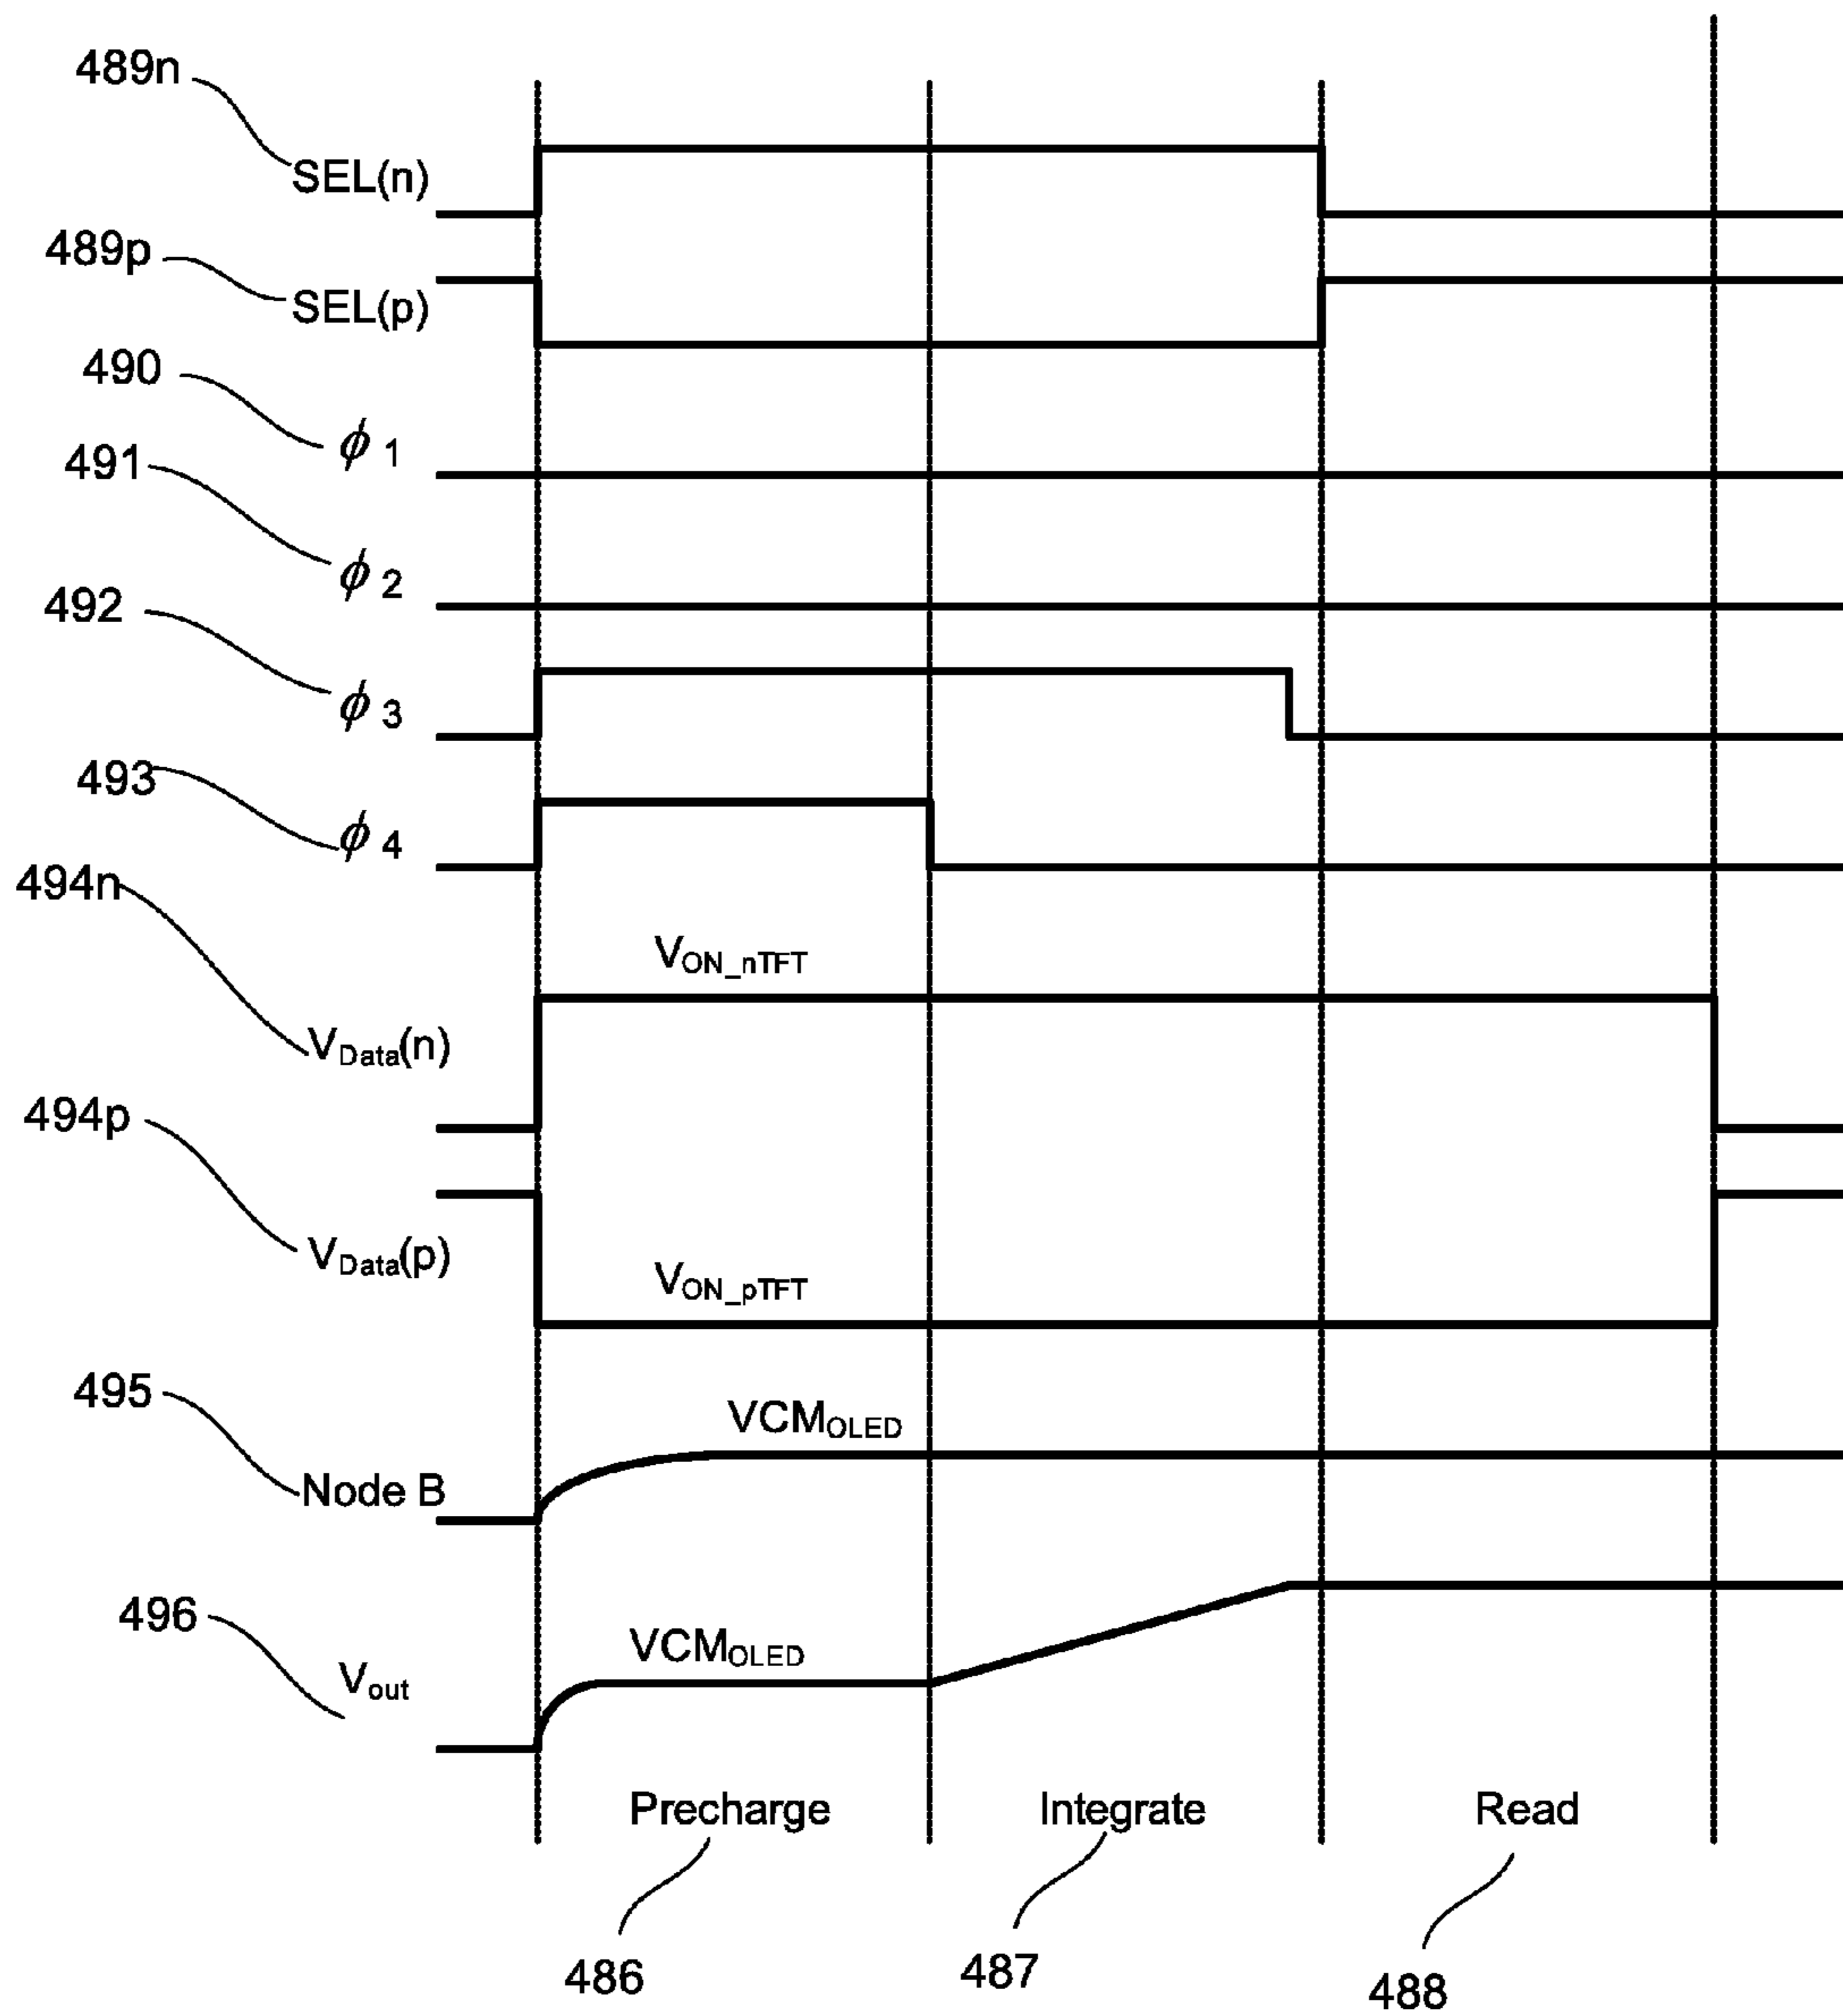 489n
SEL(n)
489p
SEL(p)
490
ϕ 1
491
ϕ 2
492
ϕ 3
493
ϕ 4
494n
VON_nTFT
VData(n)
494p
VData(p)
VON_pTFT
495
VCMOLED
Node B
496
VCMOLED
Vout
Precharge
Integrate
Read
486
487
488